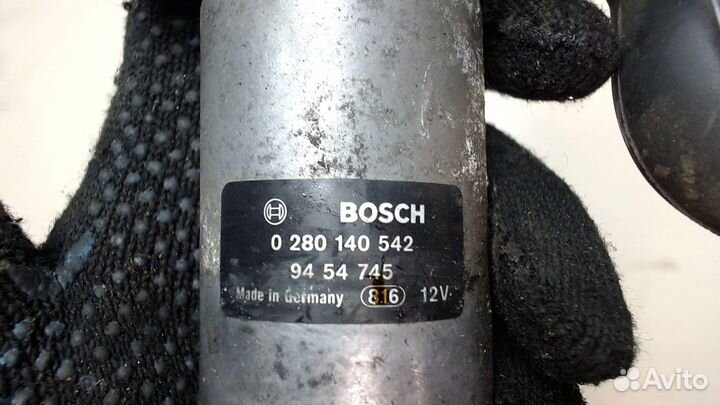 BOSCH
0 280 140 542
94 54 745
Made in Germany 816 12V
Avito